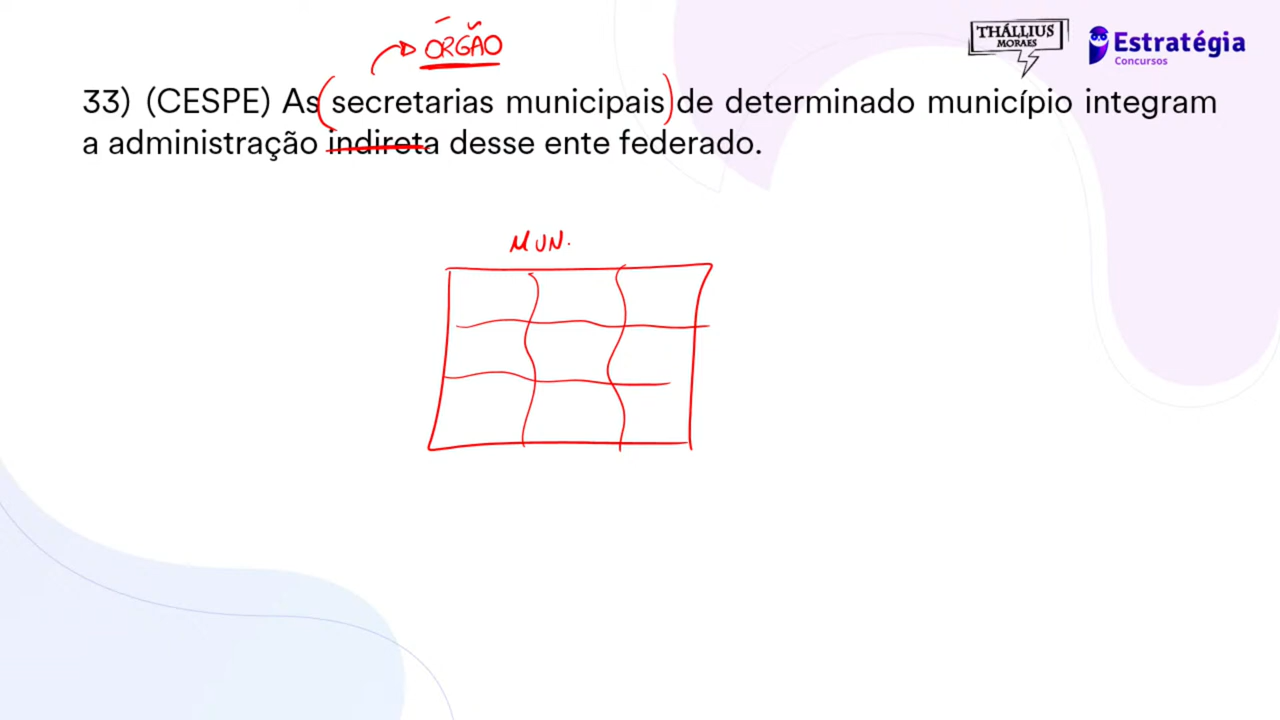 ÓRGÃO
THÁLLIUS
MORAES
Estratégia
Concursos
33) (CESPE) As (secretarias municipais) de determinado município integram
a administração indireta desse ente federado.
MUN.